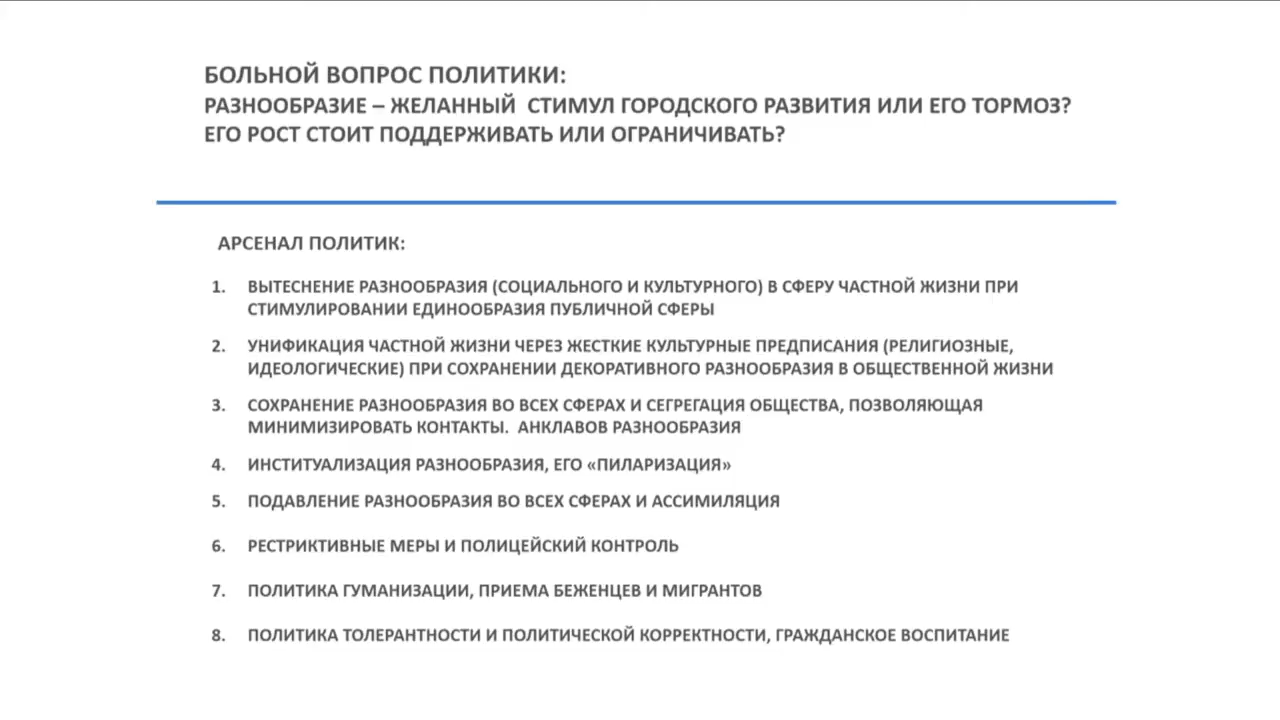 БОЛЬНОЙ ВОПРОС ПОЛИТИКИ:
РАЗНООБРАЗИЕ – ЖЕЛАННЫЙ СТИМУЛ ГОРОДСКОГО РАЗВИТИЯ ИЛИ ЕГО ТОРМОЗ?
ЕГО РОСТ СТОИТ ПОДДЕРЖИВАТЬ ИЛИ ОГРАНИЧИВАТЬ?
АРСЕНАЛ ПОЛИТИК:
1. ВЫТЕСНЕНИЕ РАЗНООБРАЗИЯ (СОЦИАЛЬНОГО И КУЛЬТУРНОГО) В СФЕРУ ЧАСТНОЙ ЖИЗНИ ПРИ
СТИМУЛИРОВАНИИ ЕДИНООБРАЗИЯ ПУБЛИЧНОЙ СФЕРЫ
2. УНИФИКАЦИЯ ЧАСТНОЙ ЖИЗНИ ЧЕРЕЗ ЖЕСТКИЕ КУЛЬТУРНЫЕ ПРЕДПИСАНИЯ (РЕЛИГИОЗНЫЕ,
ИДЕОЛОГИЧЕСКИЕ) ПРИ СОХРАНЕНИИ ДЕКОРАТИВНОГО РАЗНООБРАЗИЯ В ОБЩЕСТВЕННОЙ ЖИЗНИ
3. СОХРАНЕНИЕ РАЗНООБРАЗИЯ ВО ВСЕХ СФЕРАХ И СЕГРЕГАЦИЯ ОБЩЕСТВА, ПОЗВОЛЯЮЩАЯ
МИНИМИЗИРОВАТЬ КОНТАКТЫ. АНКЛАВОВ РАЗНООБРАЗИЯ
4. ИНСТИТУАЛИЗАЦИЯ РАЗНООБРАЗИЯ, ЕГО «ПИЛАРИЗАЦИЯ»
5. ПОДАВЛЕНИЕ РАЗНООБРАЗИЯ ВО ВСЕХ СФЕРАХ И АССИМИЛЯЦИЯ
6. РЕСТРИКТИВНЫЕ МЕРЫ И ПОЛИЦЕЙСКИЙ КОНТРОЛЬ
7. ПОЛИТИКА ГУМАНИЗАЦИИ, ПРИЕМА БЕЖЕНЦЕВ И МИГРАНТОВ
8. ПОЛИТИКА ТОЛЕРАНТНОСТИ И ПОЛИТИЧЕСКОЙ КОРРЕКТНОСТИ, ГРАЖДАНСКОЕ ВОСПИТАНИЕ